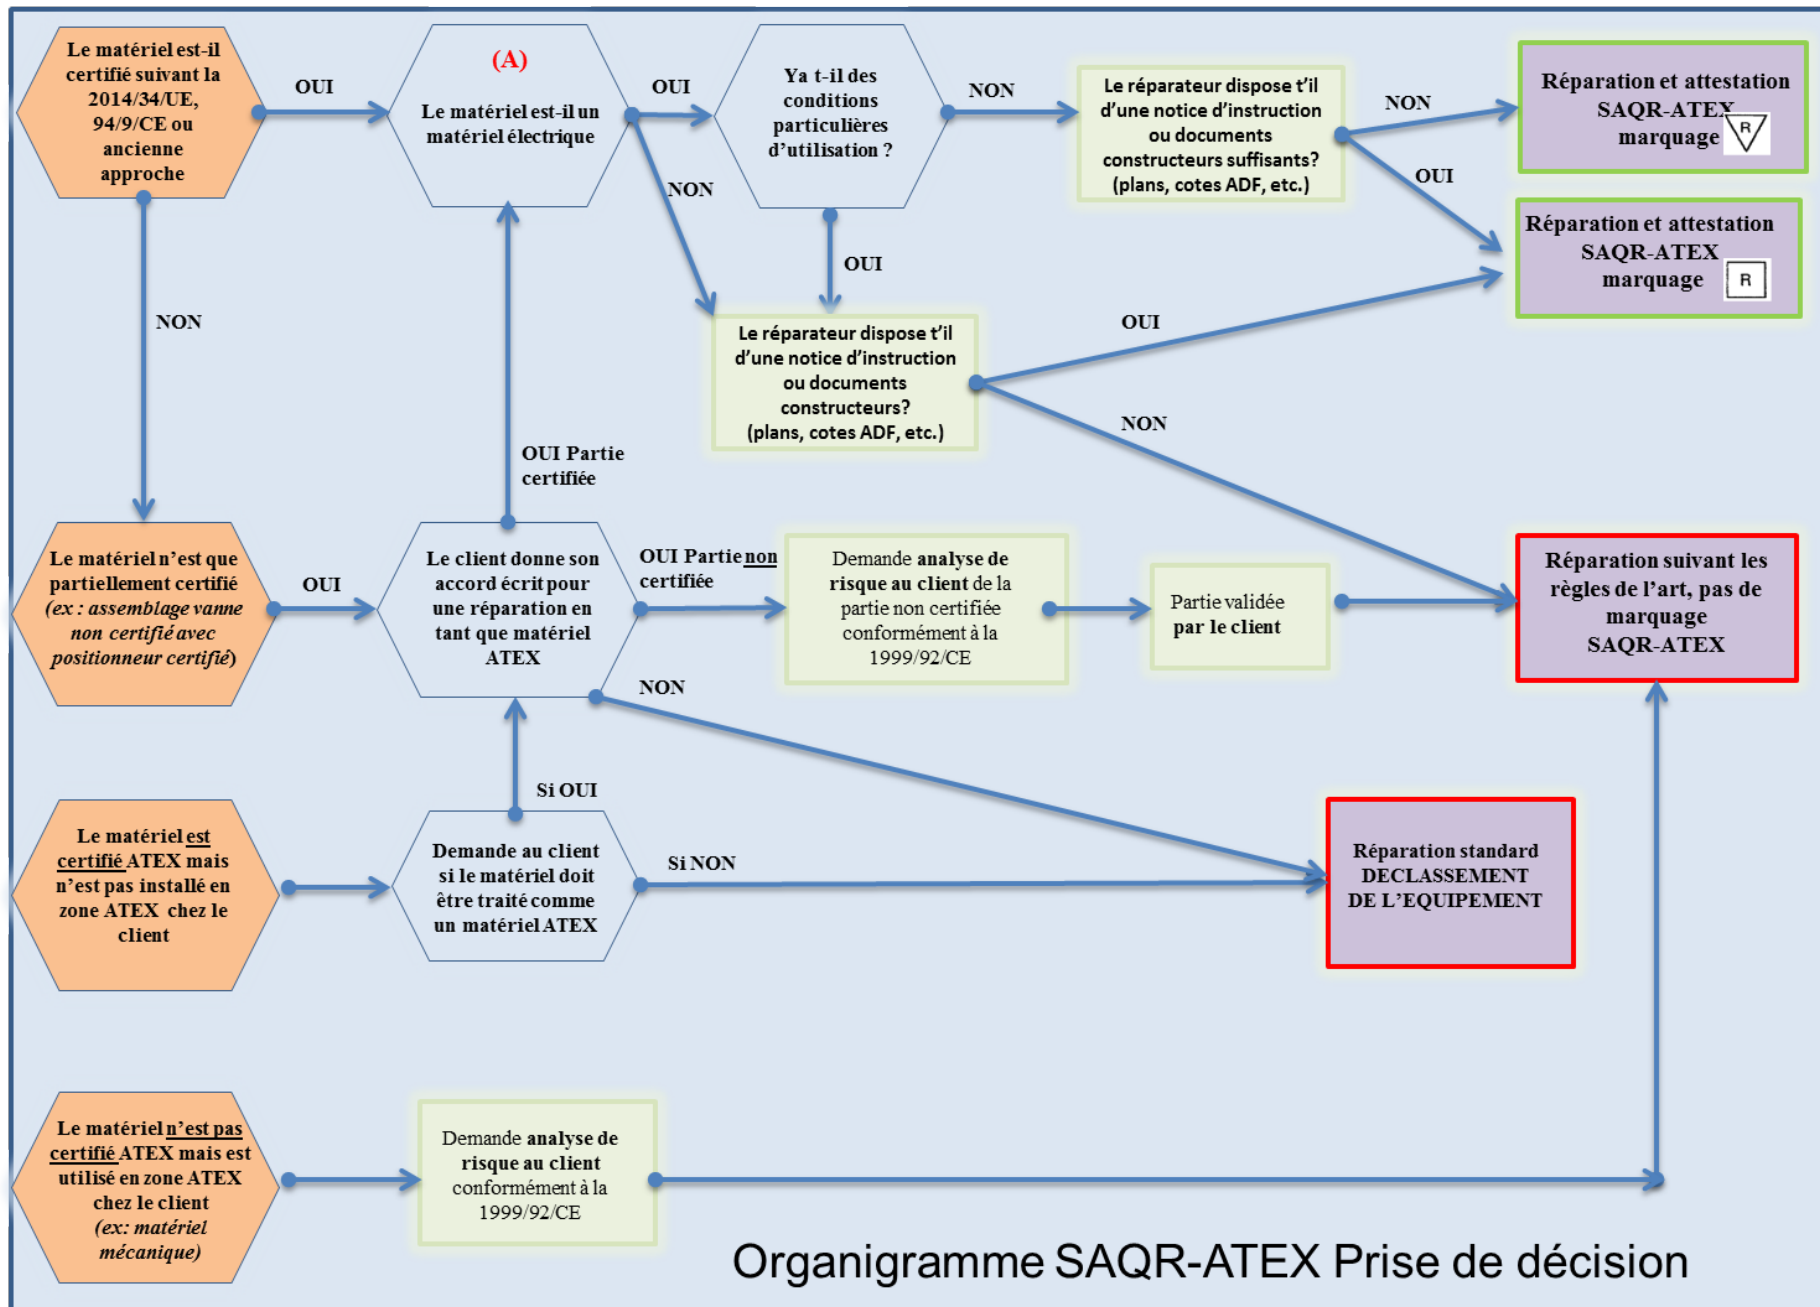 Le matériel est-il
certifié suivant la
2014/34/UE,
94/9/CE ou
ancienne
approche
OUI
(A)
Le matériel est-il un
matériel électrique
OUI
NON
Ya t-il des
conditions
particulières
d'utilisation ?
NON
OUI
Le réparateur dispose t'il
d'une notice d'instruction
ou documents
constructeurs suffisants?
(plans, cotes ADF, etc.)
NON
OUI
Réparation et attestation
SAQR-ATEX
marquage R
Réparation et attestation
SAQR-ATEX
marquage R
NON
Le réparateur dispose t'il
d'une notice d'instruction
ou documents
constructeurs?
(plans, cotes ADF, etc.)
OUI
NON
OUI Partie
certifiée
Le matériel n'est que
partiellement certifié
(ex : assemblage vanne
non certifié avec
positionneur certifié)
OUI
Le client donne son
accord écrit pour
une réparation en
tant que matériel
ATEX
OUI Partie non
certifiée
NON
Demande analyse de
risque au client de la
partie non certifiée
conformément à la
1999/92/CE
Partie validée
par le client
Réparation suivant les
règles de l'art, pas de
marquage
SAQR-ATEX
Si OUI
Le matériel est
certifié ATEX mais
n'est pas installé en
zone ATEX chez le
client
Demande au client
si le matériel doit
être traité comme
un matériel ATEX
Si NON
Réparation standard
DECLASSEMENT
DE L'EQUIPEMENT
Le matériel n'est pas
certifié ATEX mais est
utilisé en zone ATEX
chez le client
(ex: matériel
mécanique)
Demande analyse de
risque au client
conformément à la
1999/92/CE
Organigramme SAQR-ATEX Prise de décision